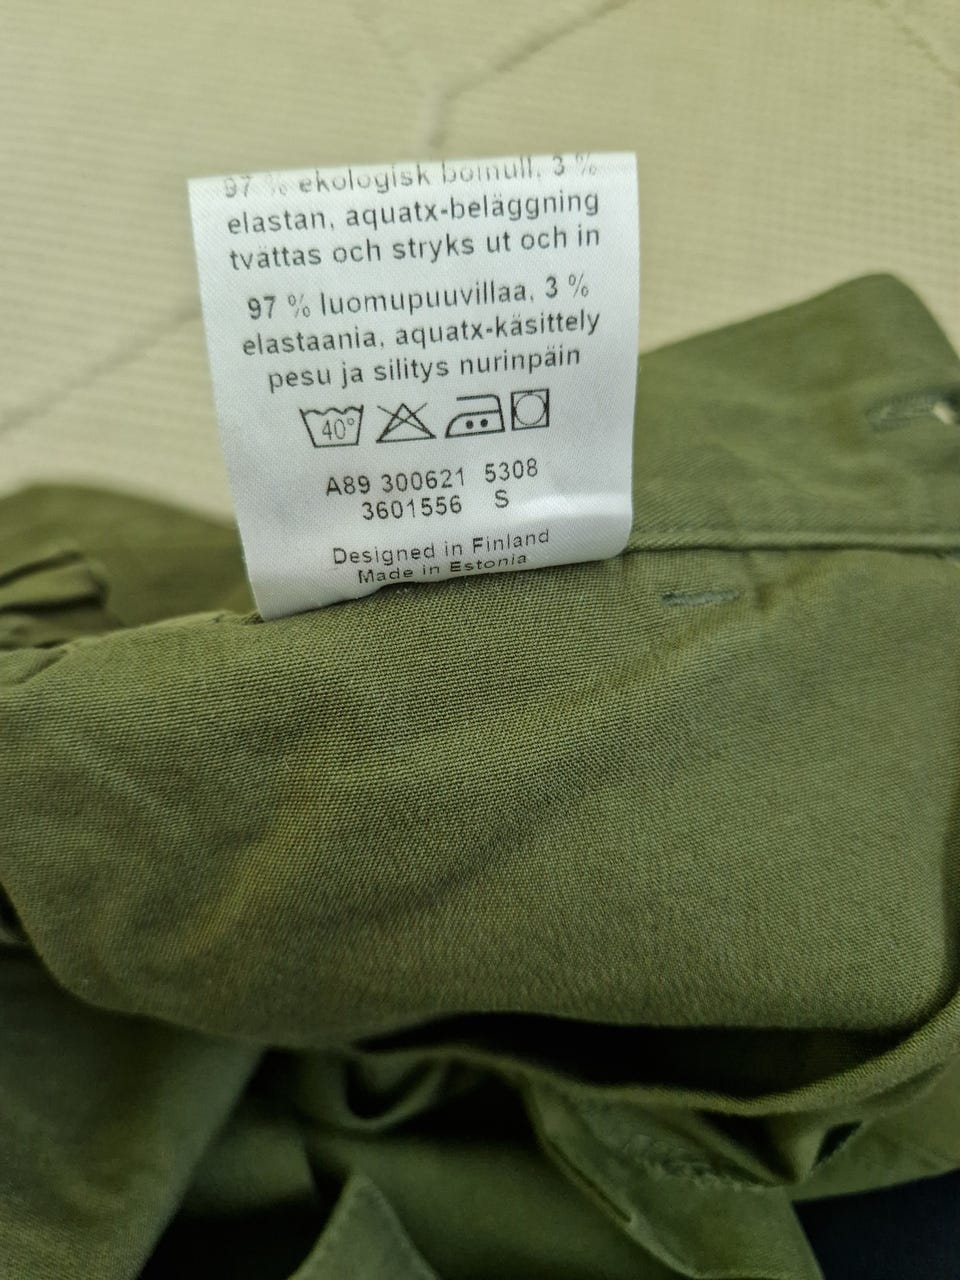 97 % ekologisk bomull, 3 %
elastan, aquatx-beläggning
tvättas och stryks ut och in
97 % luomupuuvillaa, 3 %
elastaania, aquatx-käsittely
pesu ja silitys nurinpäin
40°
A89 300621 5308
3601556 S
Designed in Finland
Made in Estonia